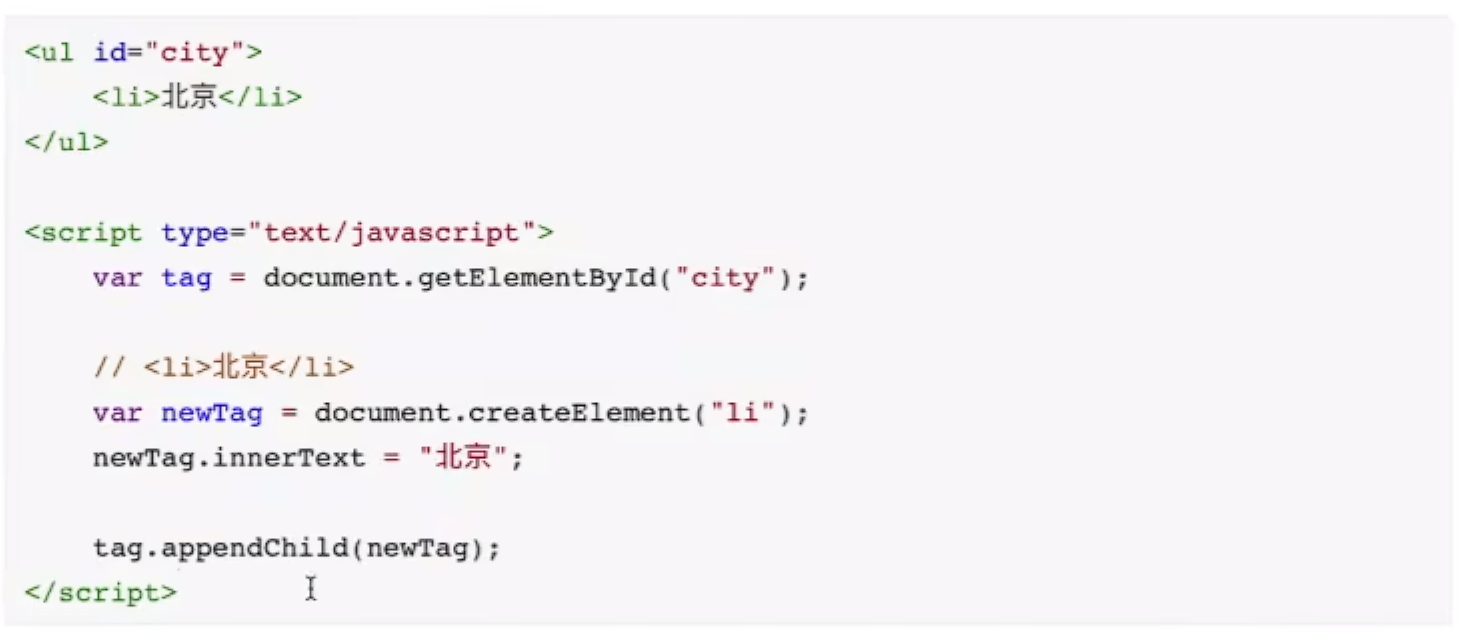 <ul id="city">
    <li>北京</li>
</ul>

<script type="text/javascript">
    var tag = document.getElementById("city");

    // <li>北京</li>
    var newTag = document.createElement("li");
    newTag.innerText = "北京";

    tag.appendChild(newTag);
</script>